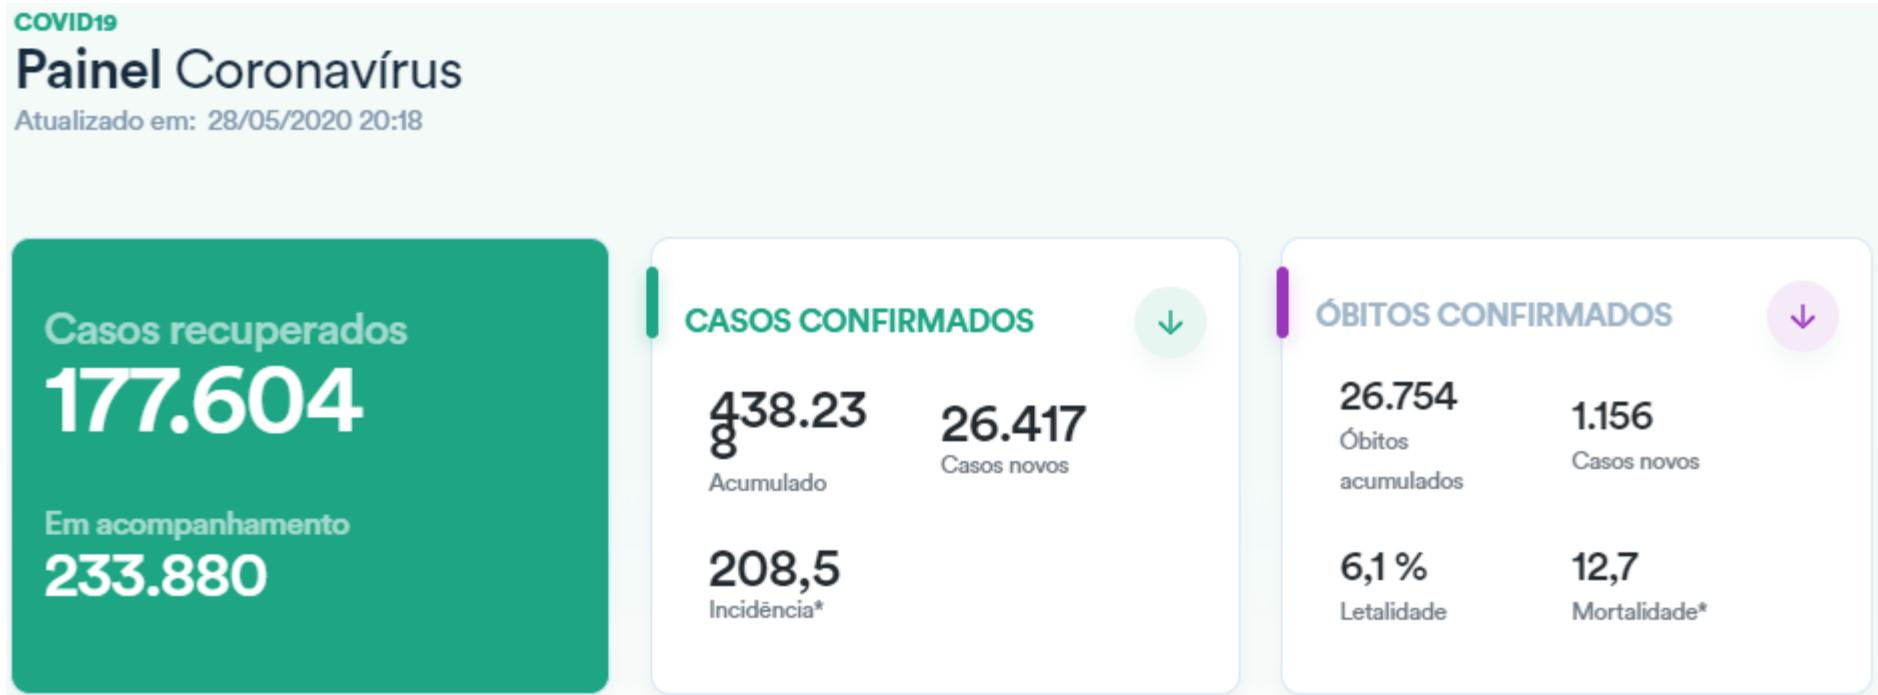 COVID19
Painel Coronavírus
Atualizado em: 28/05/2020 20:18
Casos recuperados
177.604
Em acompanhamento
233.880
CASOS CONFIRMADOS
438.23
8
Acumulado
26.417
Casos novos
208,5
Incidência*
ÓBITOS CONFIRMADOS
26.754
Óbitos
acumulados
1.156
Casos novos
6,1 %
Letalidade
12,7
Mortalidade*